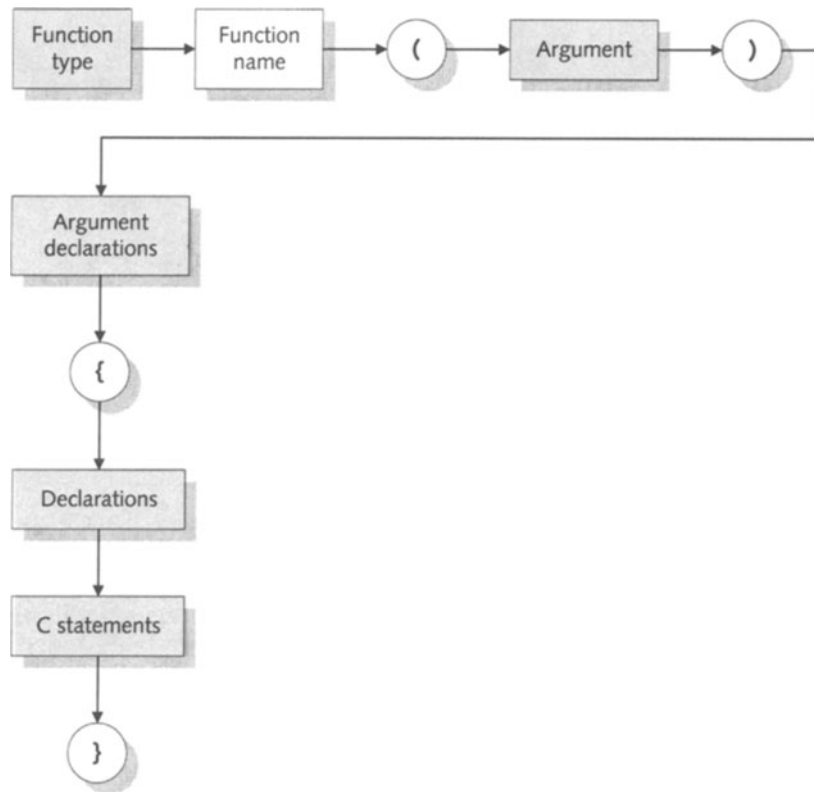 Function
type
Function
name
(
Argument
)
Argument
declarations
{
Declarations
C statements
}